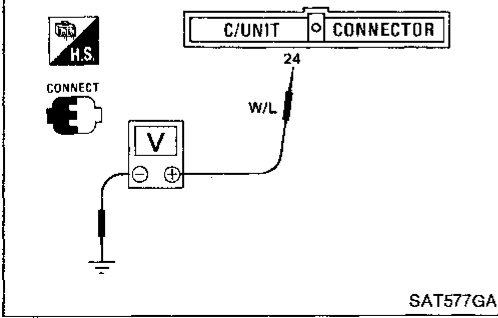 C/UNIT CONNECTOR
H.S.
24
CONNECT
W/L
V
SAT577GA